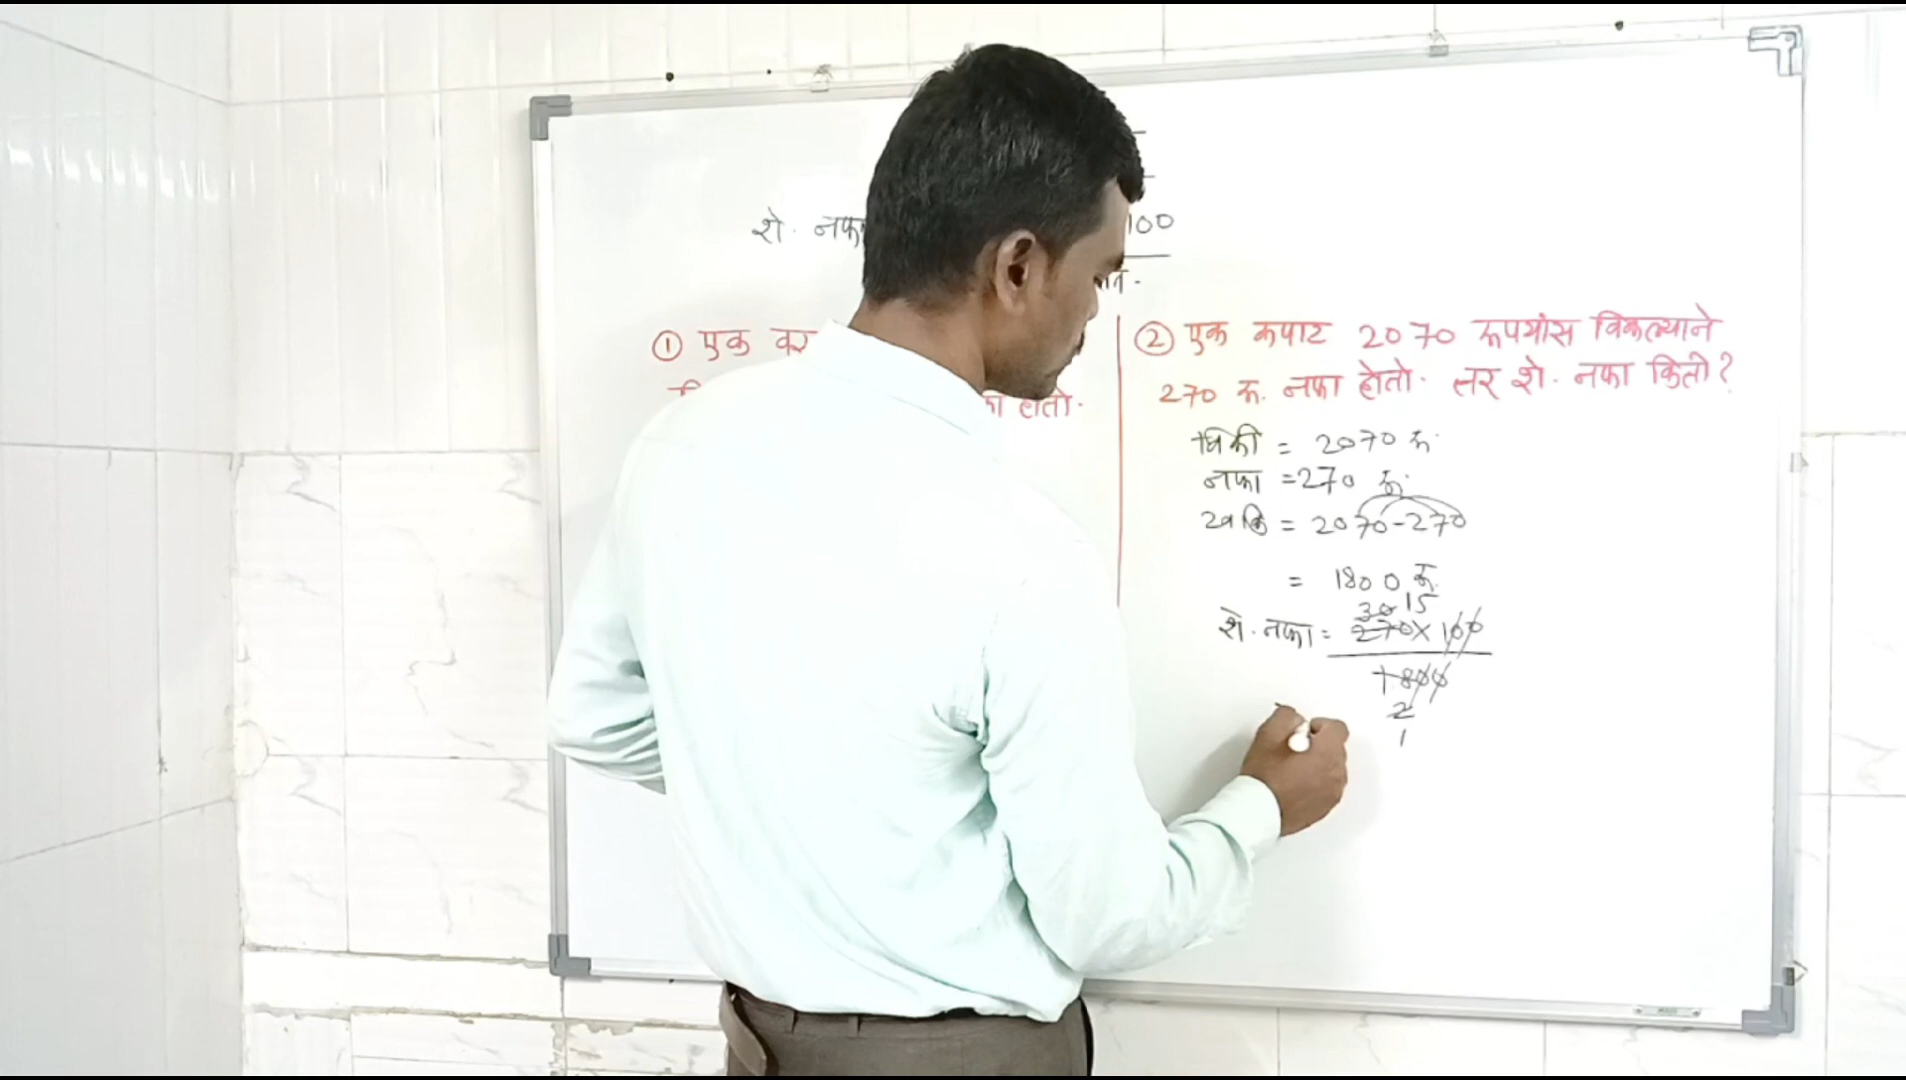 शे. नफा 100
① एक
② एक कपाट 2070 रूपयांस विकल्याने
270 रु. नफा होतो. तर शे. नफा किती?
का होतो.
विक्री = 2070 रु.
नफा = 270 रु.
= 2070 - 270
= 1800 रु.
30 15
शे. नफा = 270 × 100
1800
2
1